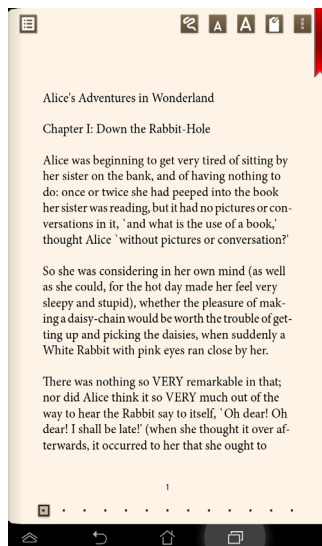 A A
Alice's Adventures in Wonderland
Chapter I: Down the Rabbit-Hole
Alice was beginning to get very tired of sitting by
her sister on the bank, and of having nothing to
do: once or twice she had peeped into the book
her sister was reading, but it had no pictures or con-
versations in it, `and what is the use of a book,'
thought Alice `without pictures or conversation?'
So she was considering in her own mind (as well
as she could, for the hot day made her feel very
sleepy and stupid), whether the pleasure of mak-
ing a daisy-chain would be worth the trouble of get-
ting up and picking the daisies, when suddenly a
White Rabbit with pink eyes ran close by her.
There was nothing so VERY remarkable in that;
nor did Alice think it so VERY much out of the
way to hear the Rabbit say to itself, `Oh dear! Oh
dear! I shall be late!' (when she thought it over af-
terwards, it occurred to her that she ought to
1